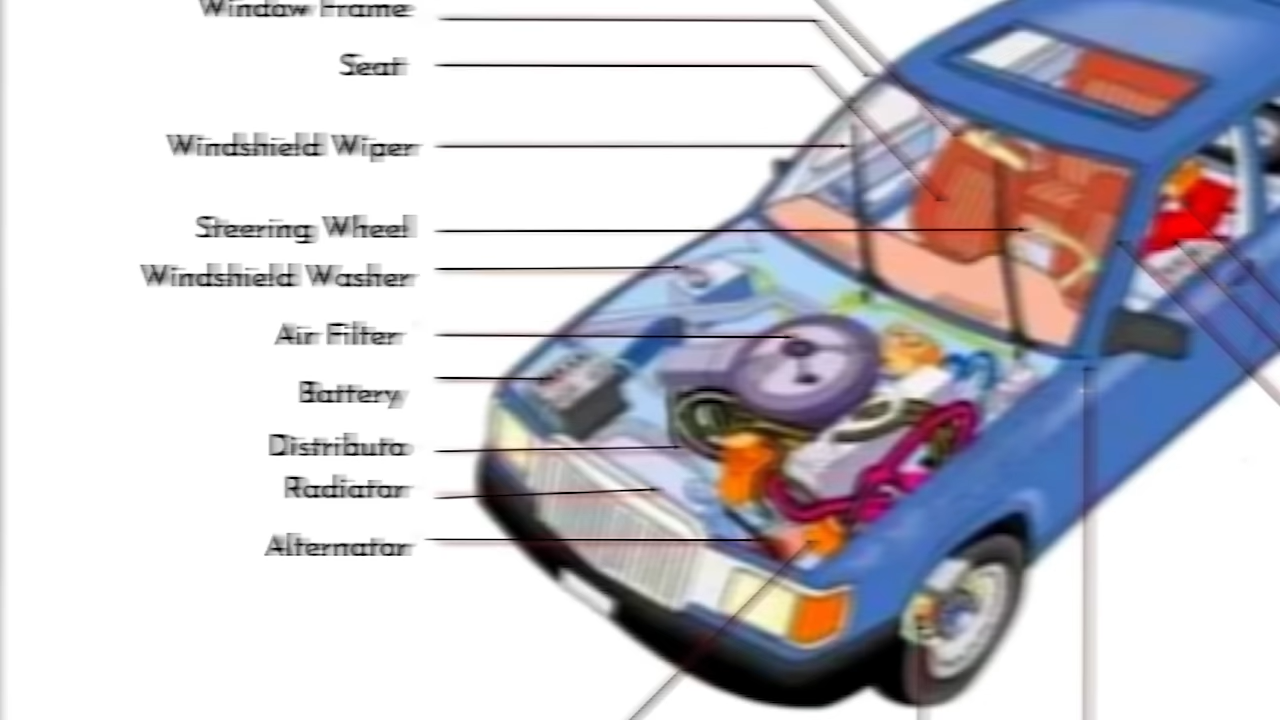 Window Frame
Seat
Windshield Wiper
Steering Wheel
Windshield Washer
Air Filter
Battery
Distributo
Radiator
Alternator